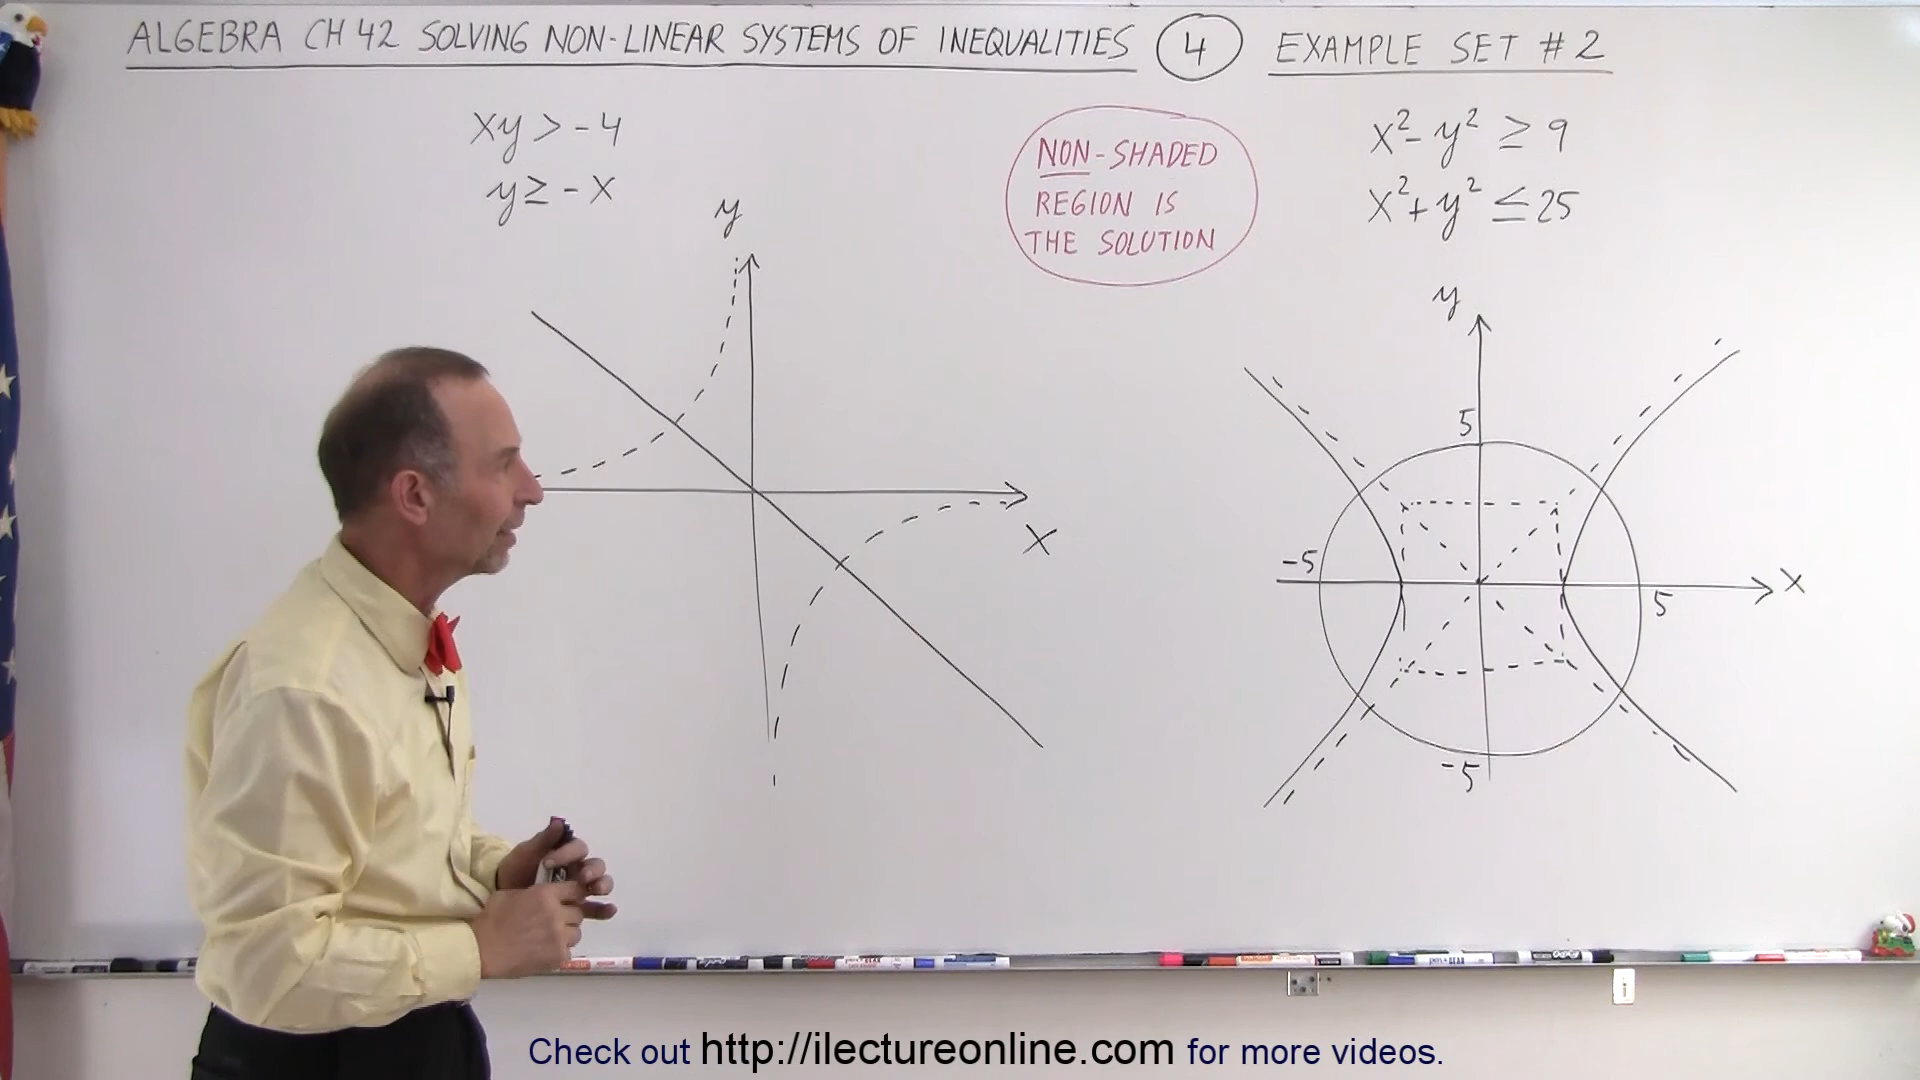 ALGEBRA CH 42 SOLVING NON-LINEAR SYSTEMS OF INEQUALITIES 4 EXAMPLE SET # 2
xy > -4
y ≥ -x
NON-SHADED
REGION IS
THE SOLUTION
x² - y² ≥ 9
x² + y² ≤ 25
y
x
y
5
-5
5
x
-5
Check out http://ilectureonline.com for more videos.